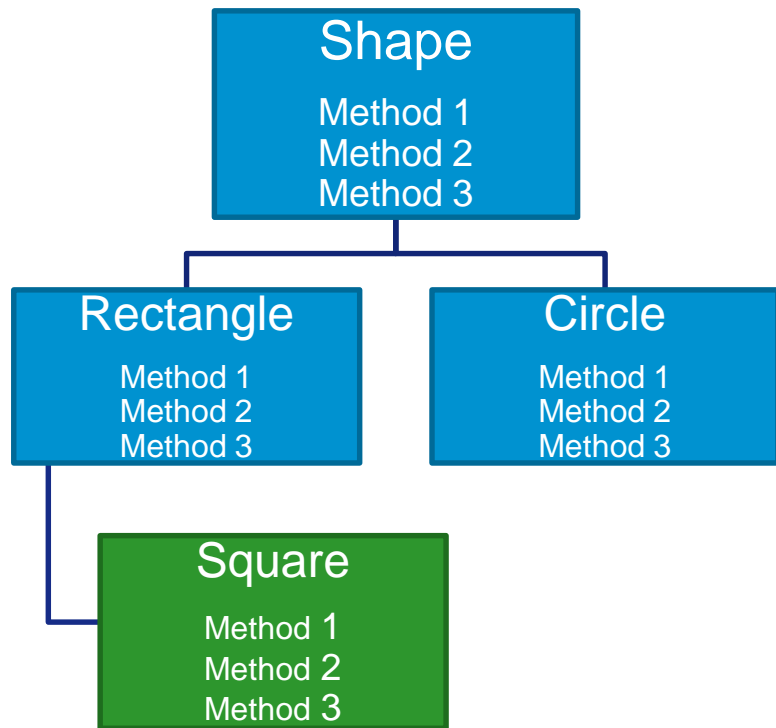 Shape
Method 1
Method 2
Method 3
Rectangle
Method 1
Method 2
Method 3
Circle
Method 1
Method 2
Method 3
Square
Method 1
Method 2
Method 3